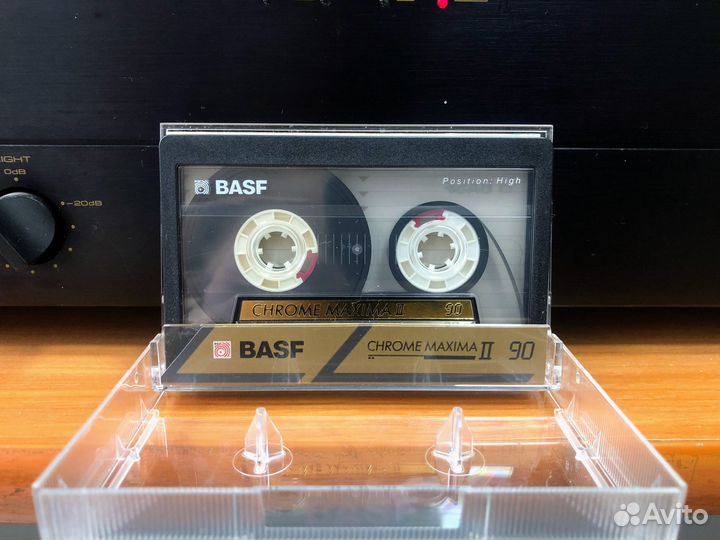 IGHT
0dB
-20dB
BASF
Position: High
CHROME MAXIMA II 90
BASF CHROME MAXIMA II 90
Avito